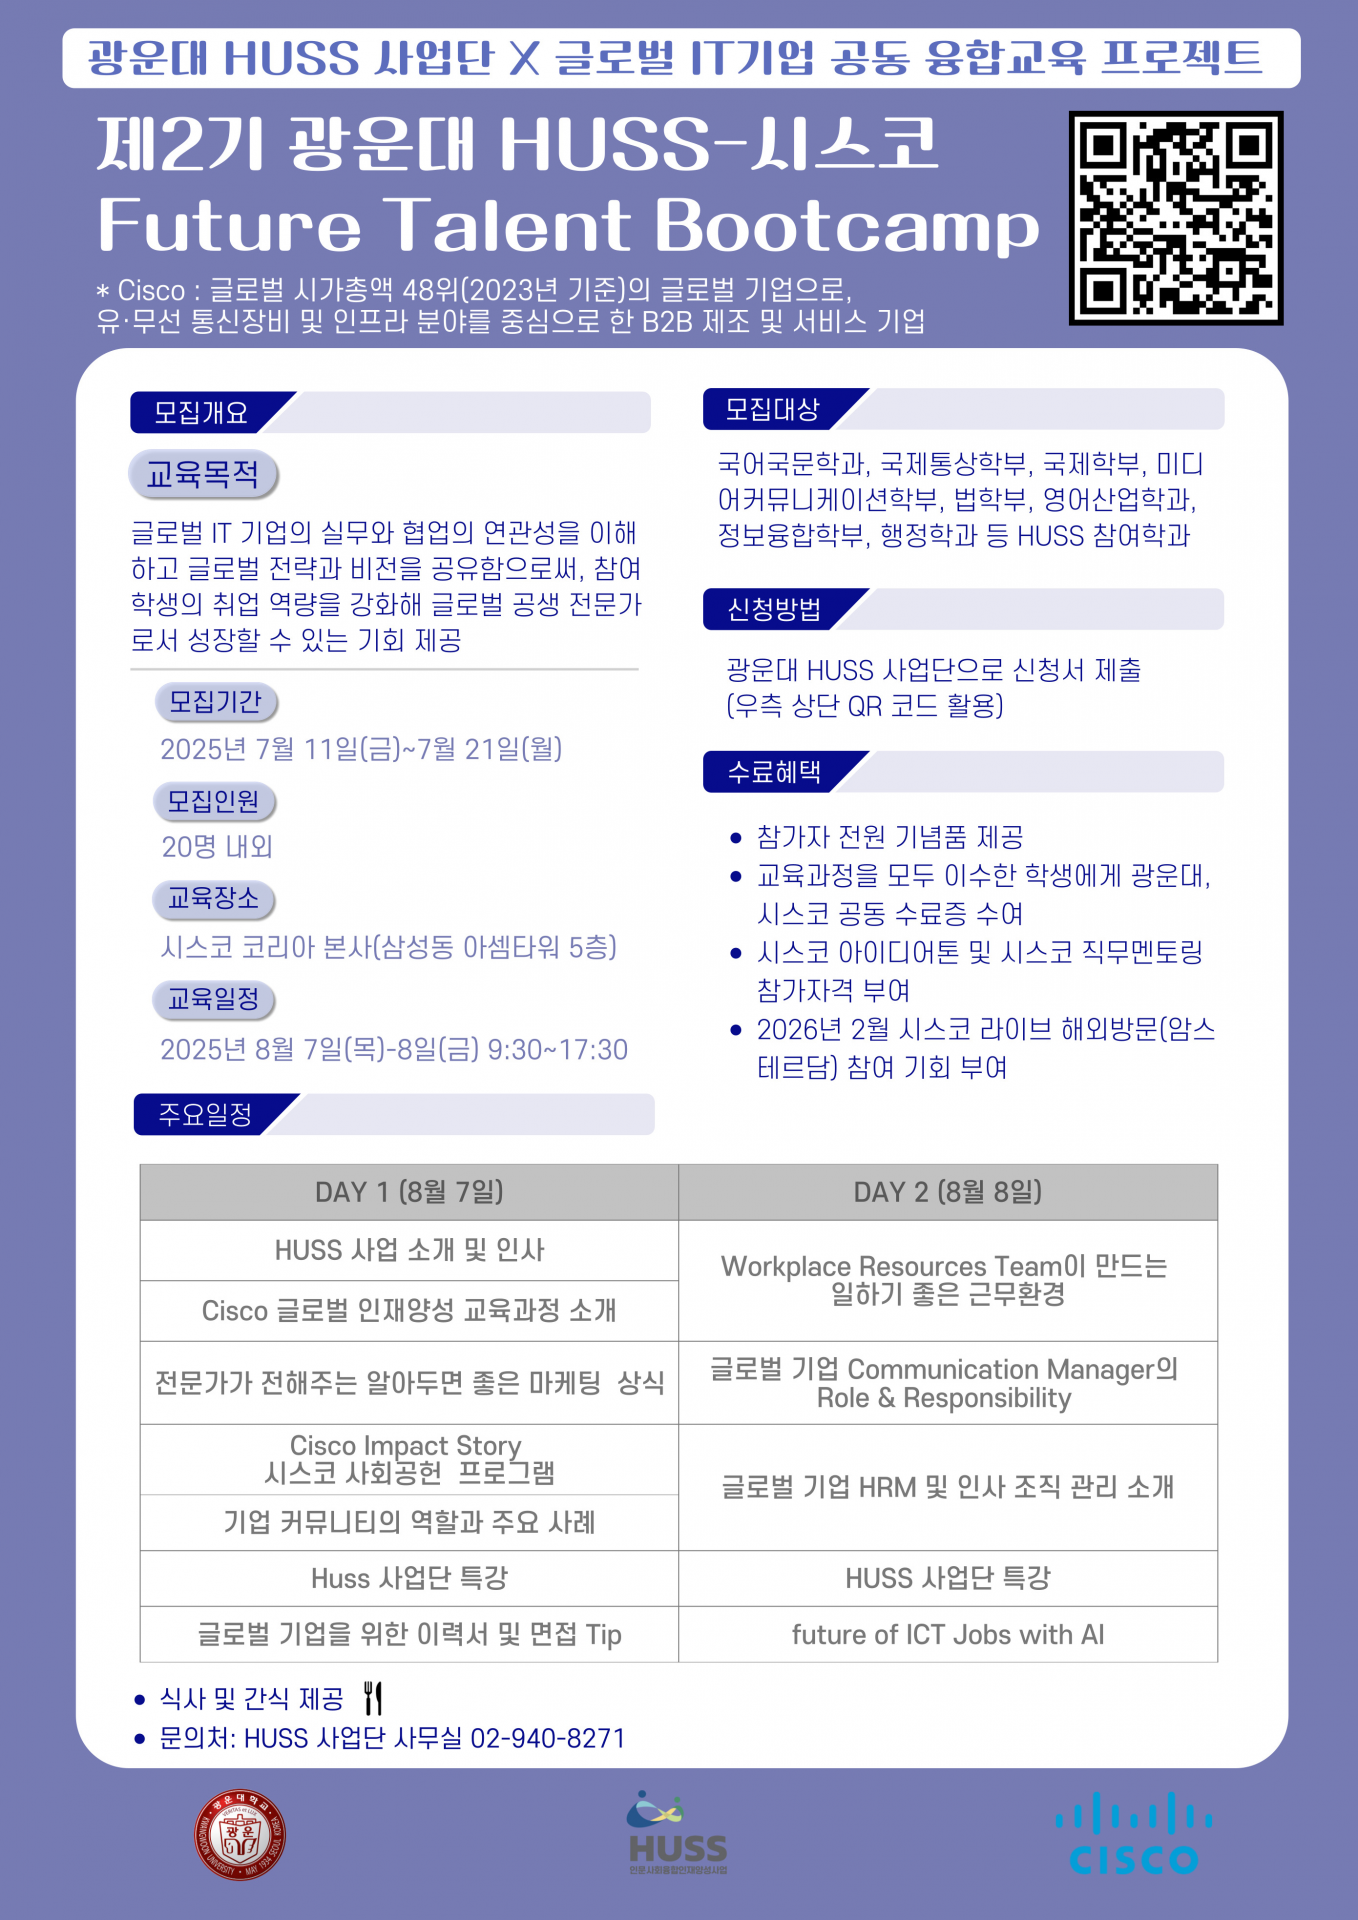 광운대 HUSS 사업단 X 글로벌 IT기업 공동 융합교육 프로젝트
제2기 광운대 HUSS-시스코
Future Talent Bootcamp
* Cisco : 글로벌 시가총액 48위(2023년 기준)의 글로벌 기업으로,
유·무선 통신장비 및 인프라 분야를 중심으로 한 B2B 제조 및 서비스 기업
모집개요
교육목적
글로벌 IT 기업의 실무와 협업의 연관성을 이해
하고 글로벌 전략과 비전을 공유함으로써, 참여
학생의 취업 역량을 강화해 글로벌 공생 전문가
로서 성장할 수 있는 기회 제공
모집기간
2025년 7월 11일(금)~7월 21일(월)
모집인원
20명 내외
교육장소
시스코 코리아 본사(삼성동 아셈타워 5층)
교육일정
2025년 8월 7일(목)-8일(금) 9:30~17:30
모집대상
국어국문학과, 국제통상학부, 국제학부, 미디
어커뮤니케이션학부, 법학부, 영어산업학과,
정보융합학부, 행정학과 등 HUSS 참여학과
신청방법
광운대 HUSS 사업단으로 신청서 제출
(우측 상단 QR 코드 활용)
수료혜택
• 참가자 전원 기념품 제공
• 교육과정을 모두 이수한 학생에게 광운대,
시스코 공동 수료증 수여
• 시스코 아이디어톤 및 시스코 직무멘토링
참가자격 부여
• 2026년 2월 시스코 라이브 해외방문(암스
테르담) 참여 기회 부여
주요일정
DAY 1 (8월 7일)
DAY 2 (8월 8일)
HUSS 사업 소개 및 인사
Cisco 글로벌 인재양성 교육과정 소개
Workplace Resources Team이 만드는
일하기 좋은 근무환경
전문가가 전해주는 알아두면 좋은 마케팅 상식
글로벌 기업 Communication Manager의
Role & Responsibility
Cisco Impact Story
시스코 사회공헌 프로그램
기업 커뮤니티의 역할과 주요 사례
글로벌 기업 HRM 및 인사 조직 관리 소개
Huss 사업단 특강
HUSS 사업단 특강
글로벌 기업을 위한 이력서 및 면접 Tip
future of ICT Jobs with AI
• 식사 및 간식 제공
• 문의처: HUSS 사업단 사무실 02-940-8271
광운대학교
VERITAS et LUX
광운
KWANGWOON UNIVERSITY • MAY 1934 SEOUL KOREA
HUSS
인문사회융합인재양성사업
CISCO